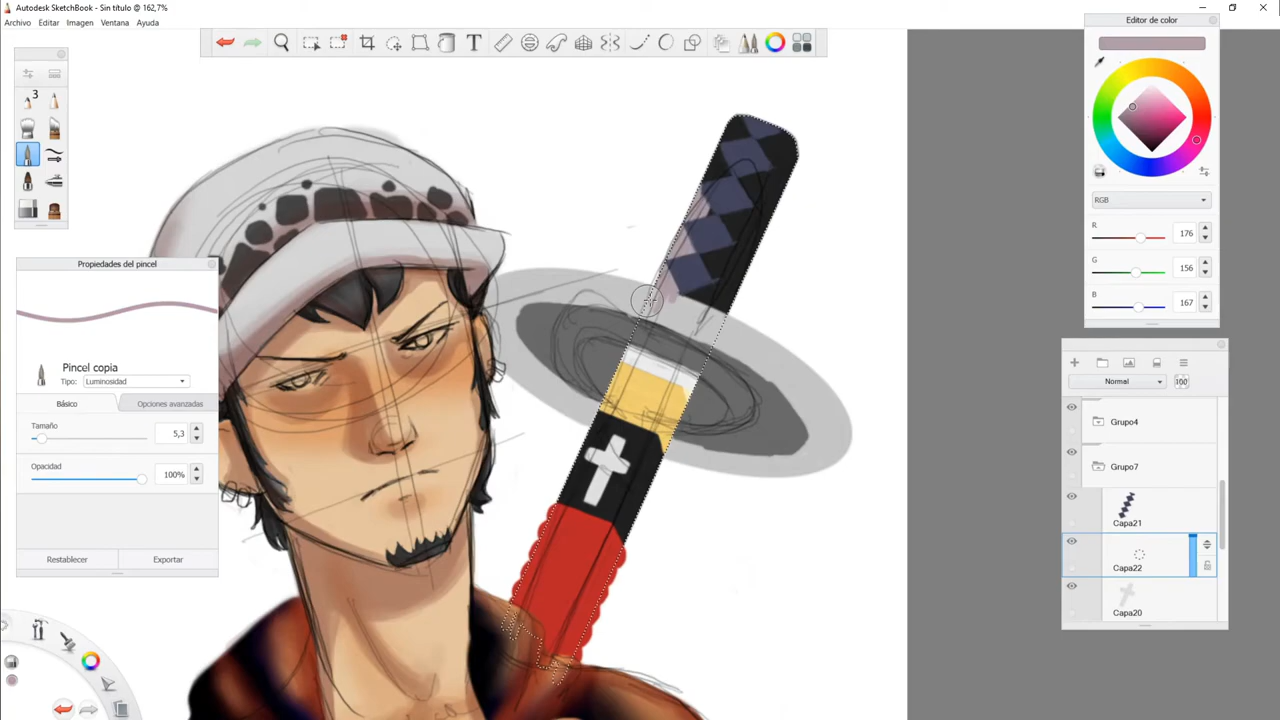 Autodesk SketchBook - Sin título @ 162,7%
Archivo Editar Imagen Ventana Ayuda
Editor de color
3
Propiedades del pincel
Pincel copia
Tipo: Luminosidad
Básico Opciones avanzadas
Tamaño 5,3
Opacidad 100%
Restablecer Exportar
RGB
R 176
G 156
B 167
Normal 100
Grupo4
Grupo7
Capa21
Capa22
Capa20